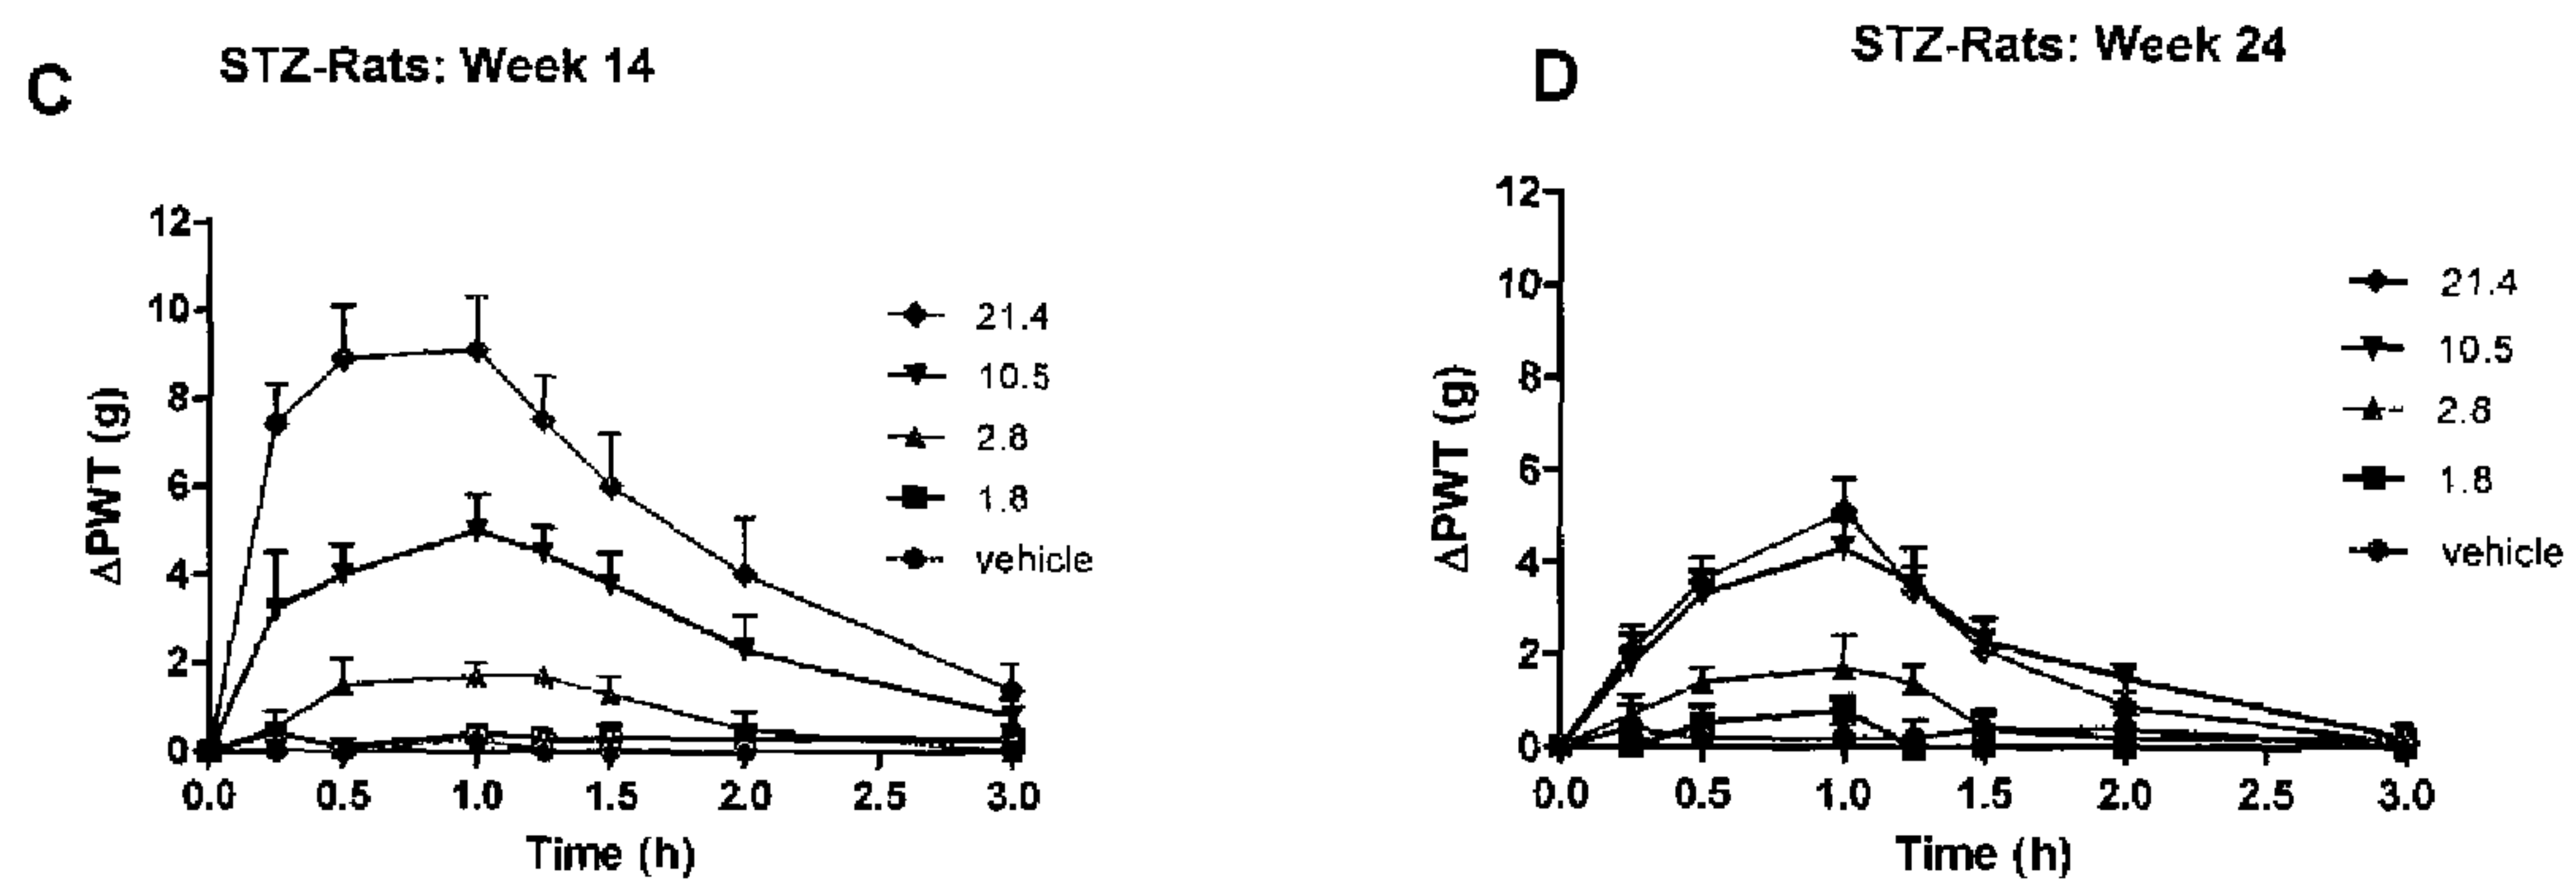 C
STZ-Rats: Week 14
12
10
8
6
4
2
0
ΔPWT (g)
0.0 0.5 1.0 1.5 2.0 2.5 3.0
Time (h)
21.4
10.5
2.8
1.8
vehicle
D
STZ-Rats: Week 24
12
10
8
6
4
2
0
ΔPWT (g)
0.0 0.5 1.0 1.5 2.0 2.5 3.0
Time (h)
21.4
10.5
2.8
1.8
vehicle